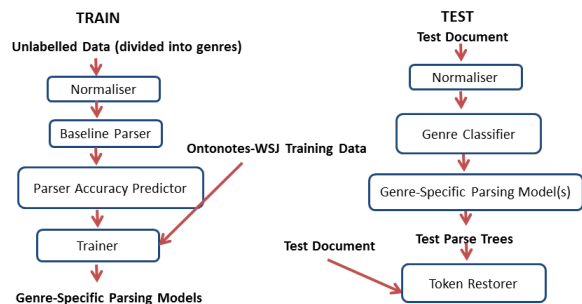 TRAIN
Unlabelled Data (divided into genres)
Normaliser
Baseline Parser
Ontonotes-WSJ Training Data
Parser Accuracy Predictor
Trainer
Genre-Specific Parsing Models
TEST
Test Document
Normaliser
Genre Classifier
Genre-Specific Parsing Model(s)
Test Parse Trees
Test Document
Token Restorer